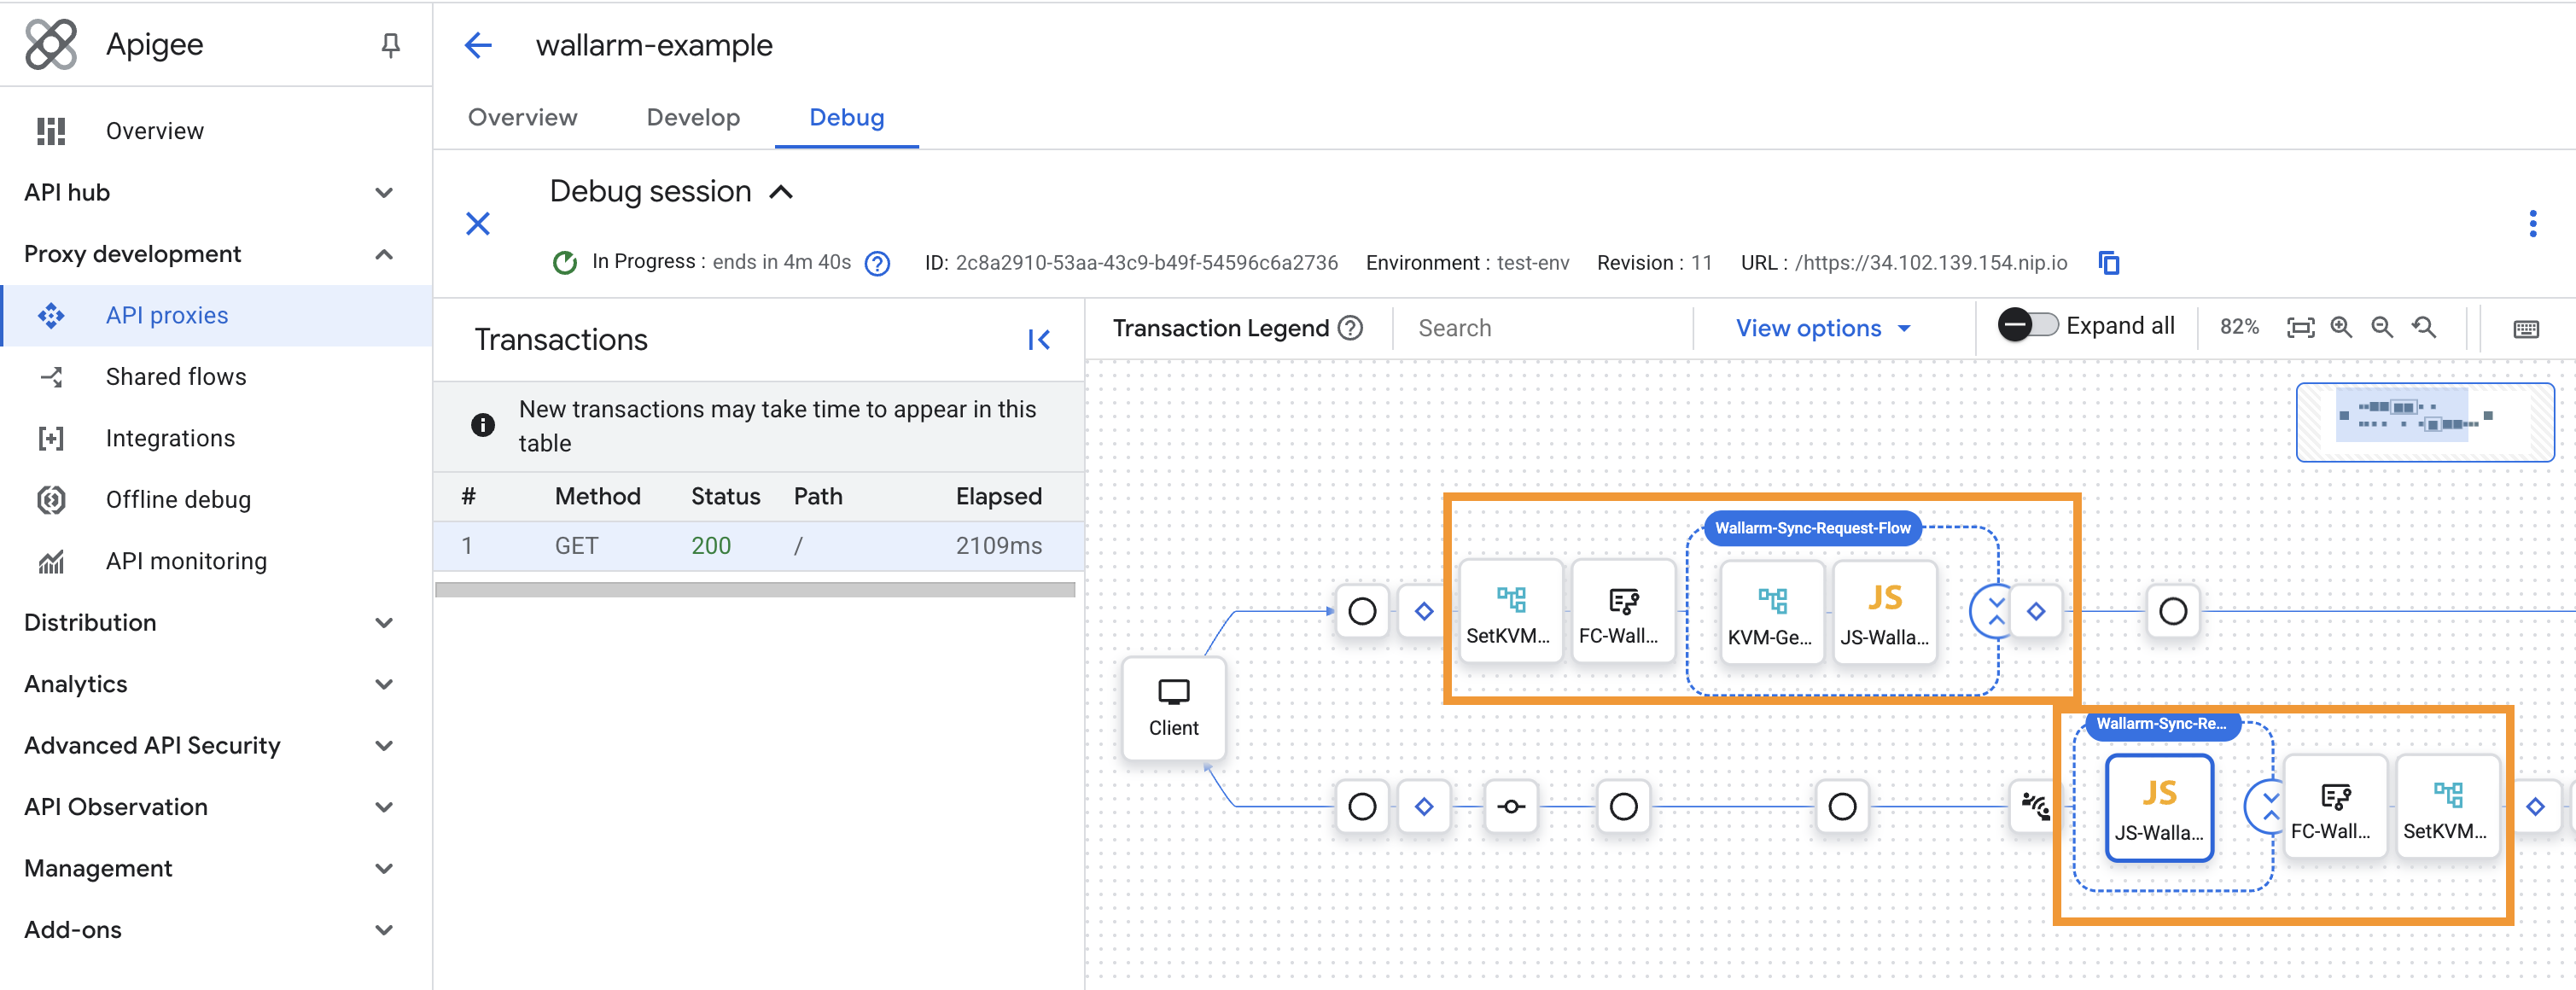 Apigee
wallarm-example
Overview
API hub
Proxy development
API proxies
Shared flows
Integrations
Offline debug
API monitoring
Distribution
Analytics
Advanced API Security
API Observation
Management
Add-ons
Overview Develop Debug
Debug session
In Progress : ends in 4m 40s ID: 2c8a2910-53aa-43c9-b49f-54596c6a2736 Environment : test-env Revision : 11 URL : /https://34.102.139.154.nip.io
Transactions
New transactions may take time to appear in this
table
# Method Status Path Elapsed
1 GET 200 / 2109ms
Transaction Legend Search View options Expand all 82%
Wallarm-Sync-Request-Flow
JS
SetKVM... FC-Wall... KVM-Ge... JS-Walla...
Client
Wallarm-Sync-Re...
JS
JS-Walla... FC-Wall... SetKVM...